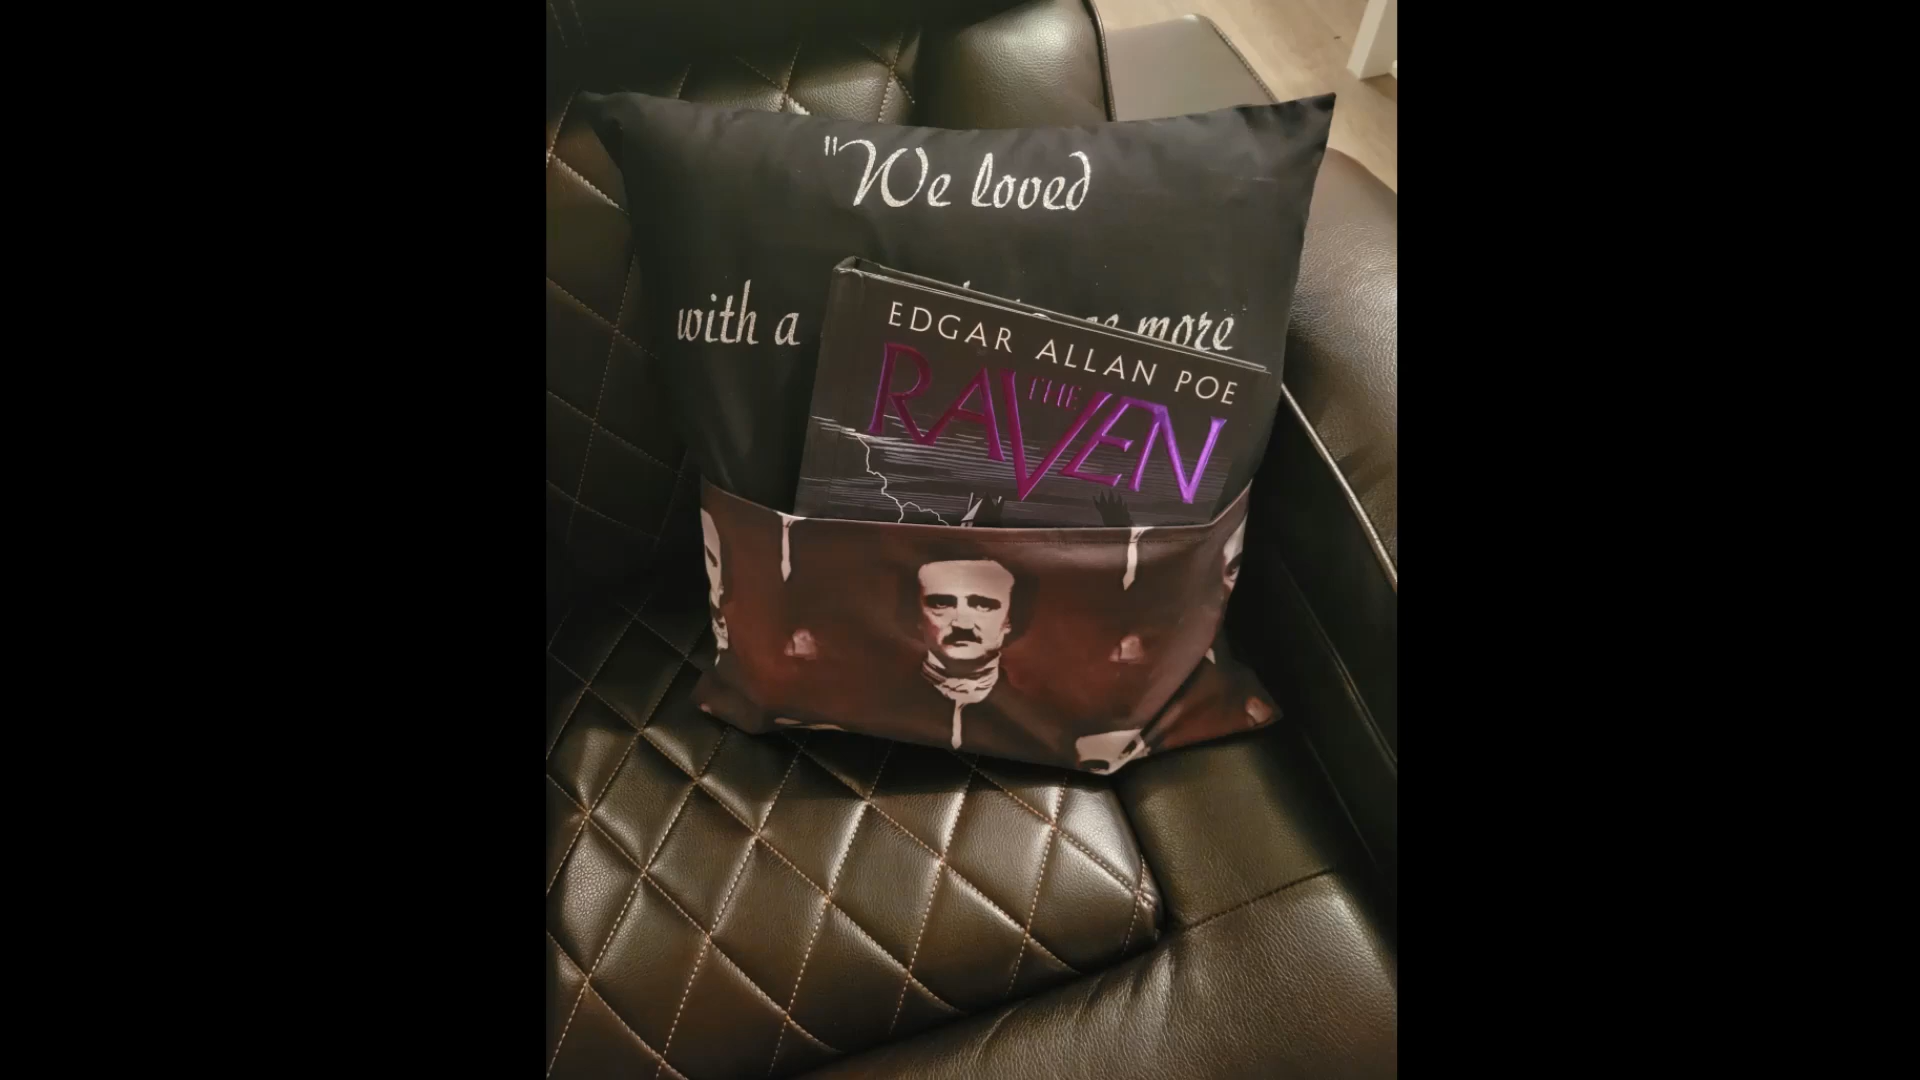 "We loved
with a more
EDGAR ALLAN POE
THE
RAVEN